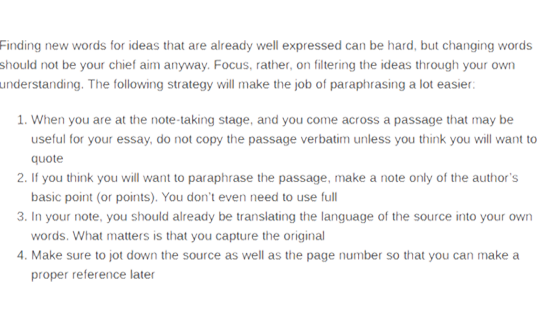 Finding new words for ideas that are already well expressed can be hard, but changing words
should not be your chief aim anyway. Focus, rather, on filtering the ideas through your own
understanding. The following strategy will make the job of paraphrasing a lot easier:
1. When you are at the note-taking stage, and you come across a passage that may be
useful for your essay, do not copy the passage verbatim unless you think you will want to
quote
2. If you think you will want to paraphrase the passage, make a note only of the author's
basic point (or points). You don't even need to use full
3. In your note, you should already be translating the language of the source into your own
words. What matters is that you capture the original
4. Make sure to jot down the source as well as the page number so that you can make a
proper reference later